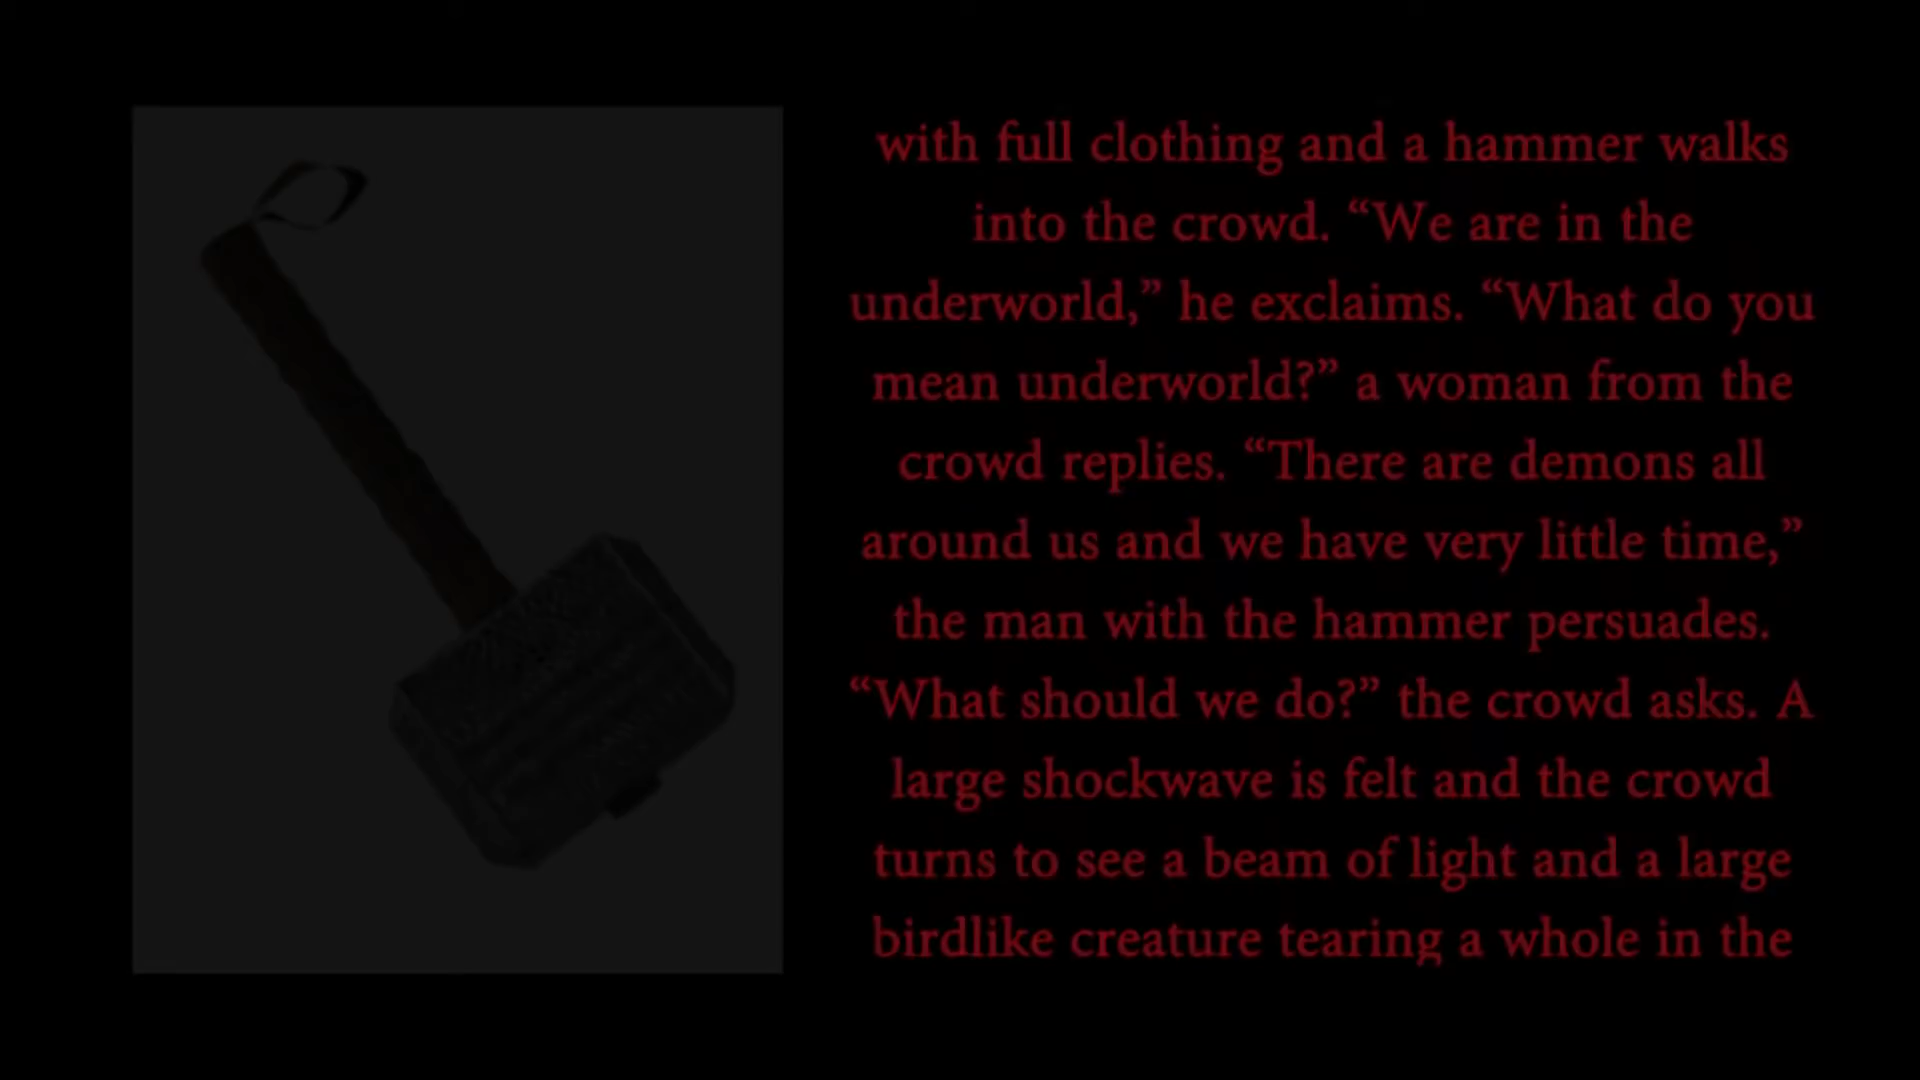 with full clothing and a hammer walks
into the crowd. “We are in the
underworld,” he exclaims. “What do you
mean underworld?” a woman from the
crowd replies. “There are demons all
around us and we have very little time,”
the man with the hammer persuades.
“What should we do?” the crowd asks. A
large shockwave is felt and the crowd
turns to see a beam of light and a large
birdlike creature tearing a whole in the